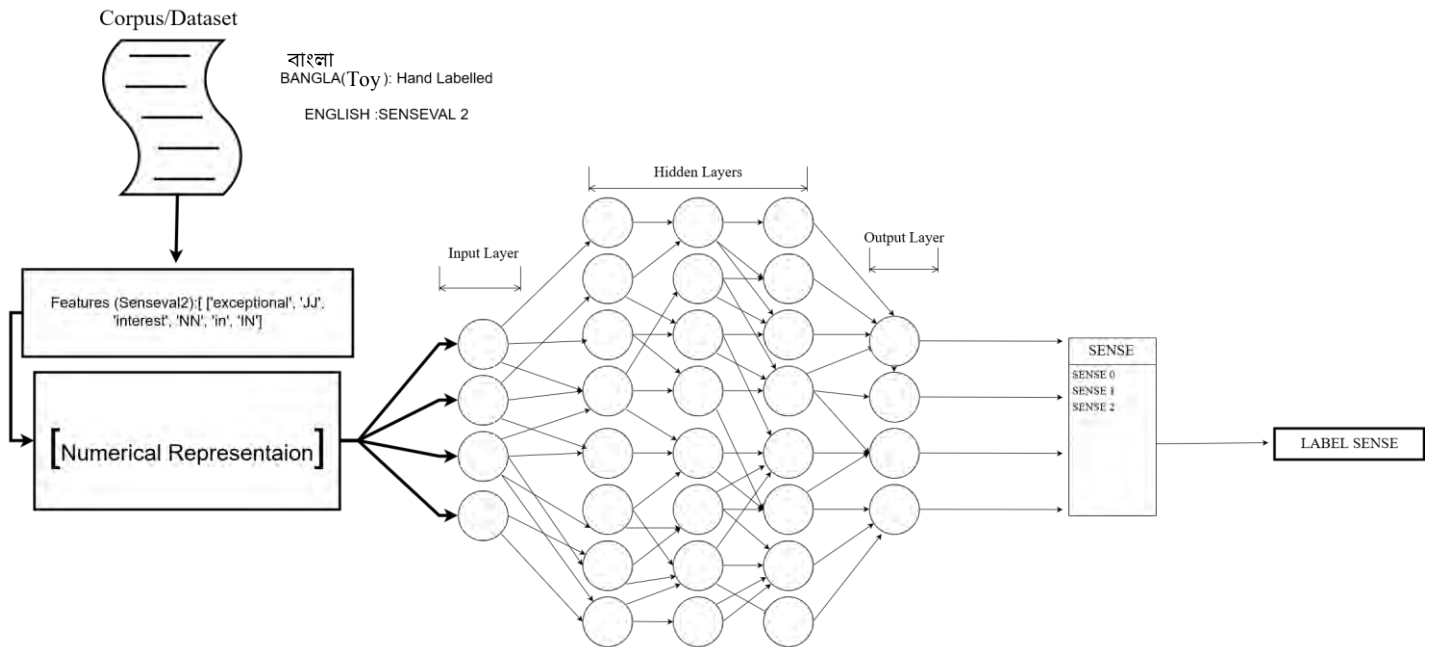 Corpus/Dataset
বাংলা
BANGLA(Toy): Hand Labelled
ENGLISH :SENSEVAL 2
Features (Senseval2):[ ['exceptional', 'JJ',
'interest', 'NN', 'in', 'IN']
[Numerical Representaion]
Input Layer
Hidden Layers
Output Layer
SENSE
SENSE 0
SENSE 1
SENSE 2
LABEL SENSE